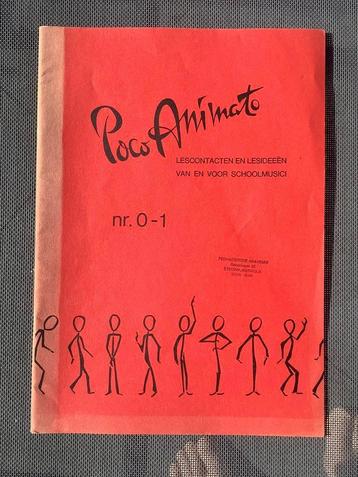 Poco Animato
LESCONTACTEN EN LESIDEEËN
VAN EN VOOR SCHOOLMUSICI
nr. 0-1